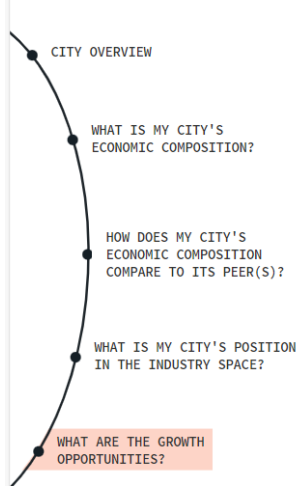 CITY OVERVIEW
WHAT IS MY CITY'S
ECONOMIC COMPOSITION?
HOW DOES MY CITY'S
ECONOMIC COMPOSITION
COMPARE TO ITS PEER(S)?
WHAT IS MY CITY'S POSITION
IN THE INDUSTRY SPACE?
WHAT ARE THE GROWTH
OPPORTUNITIES?